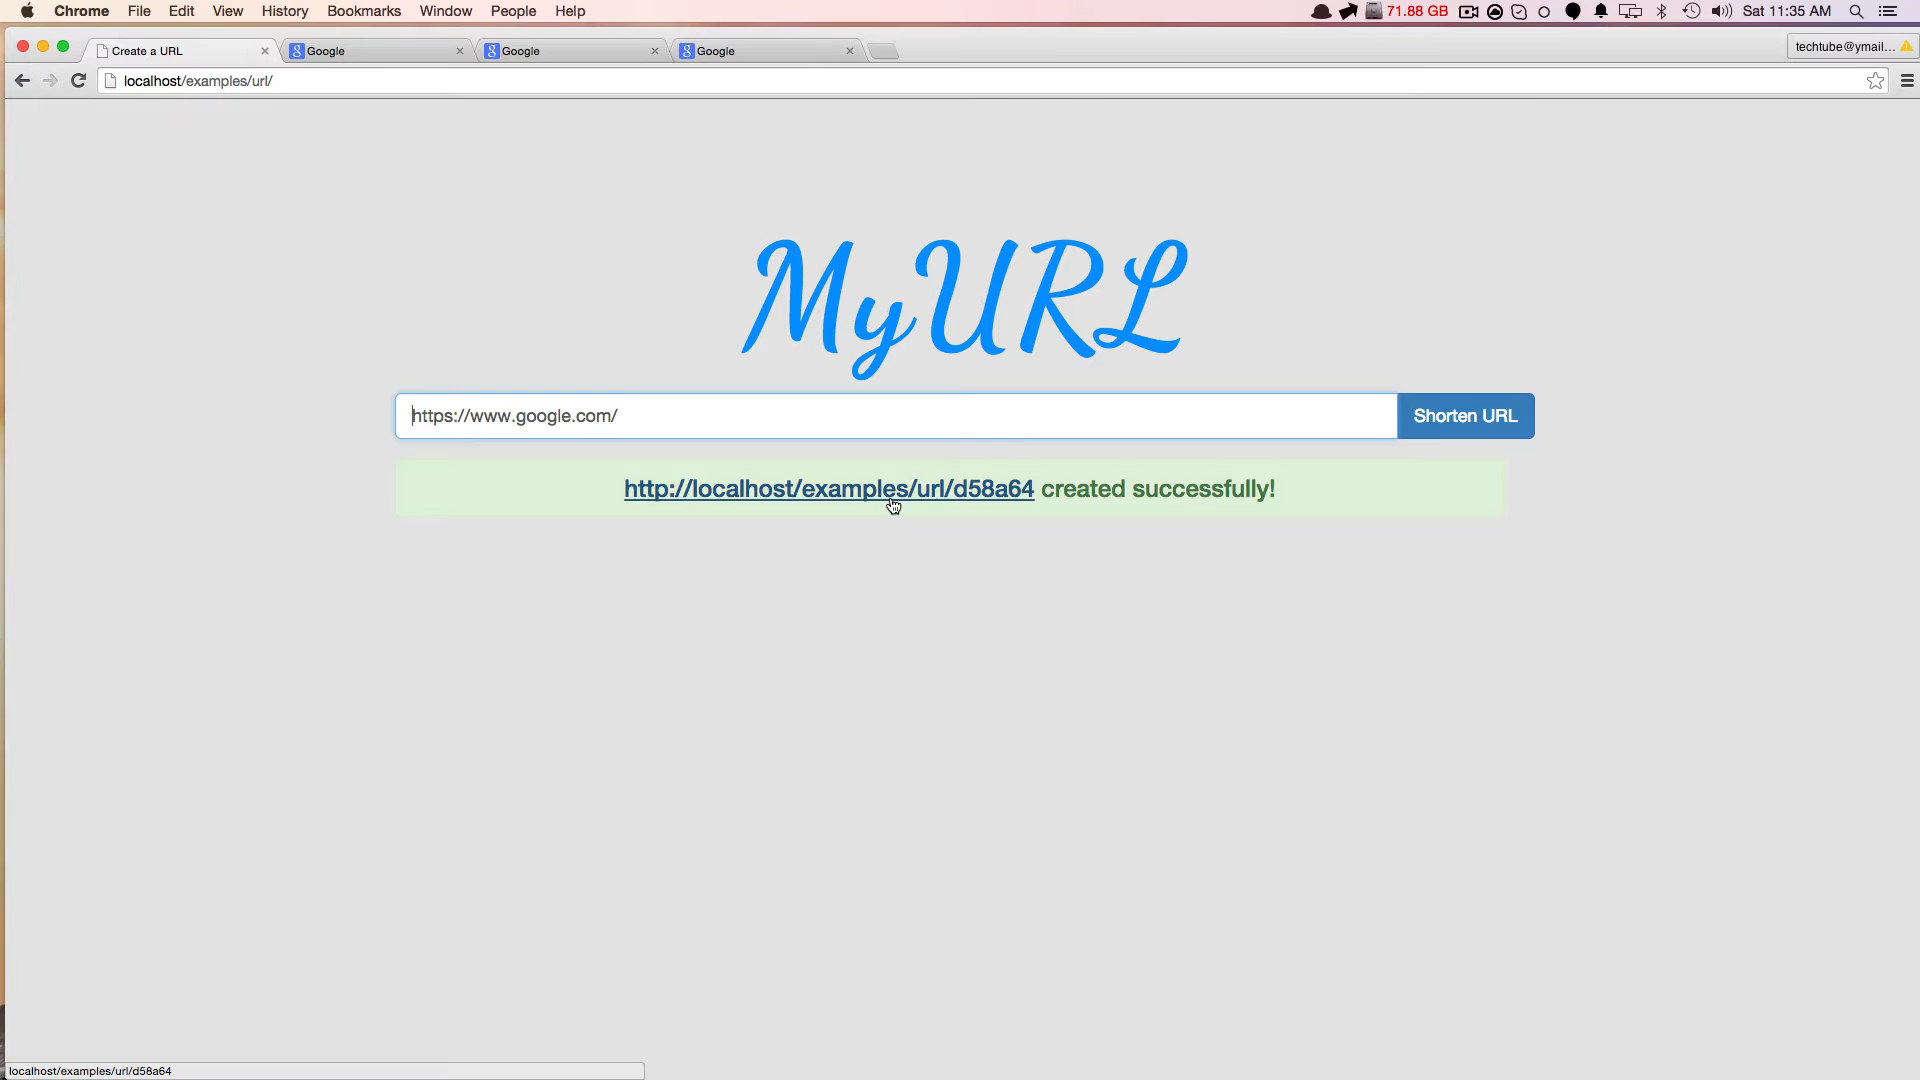 Chrome File Edit View History Bookmarks Window People Help 71.88 GB Sat 11:35 AM
Create a URL Google Google Google techtube@ymail...
localhost/examples/url/
MyURL
https://www.google.com/ Shorten URL
http://localhost/examples/url/d58a64 created successfully!
localhost/examples/url/d58a64